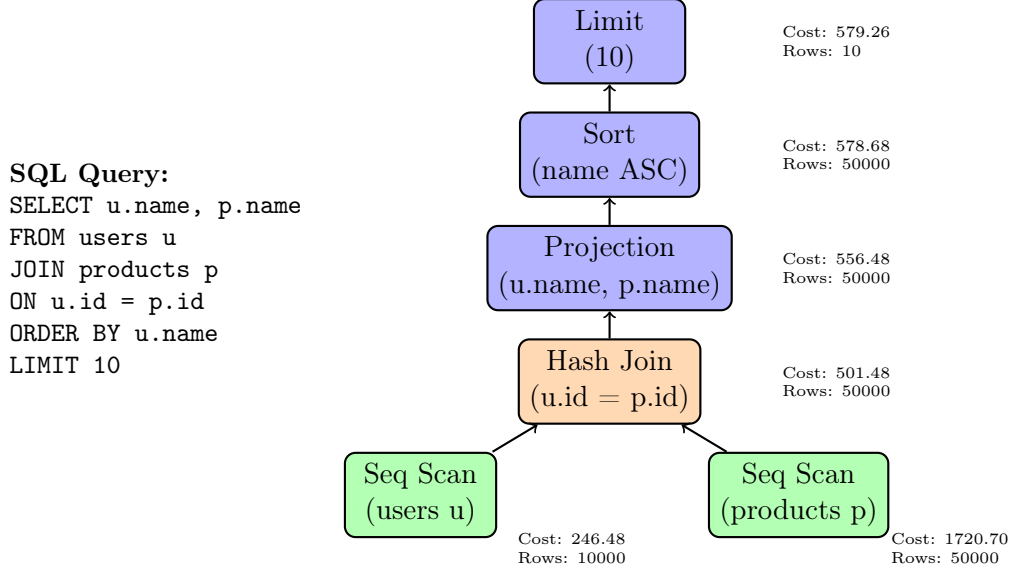 SQL Query:
SELECT u.name, p.name
FROM users u
JOIN products p
ON u.id = p.id
ORDER BY u.name
LIMIT 10
Limit
(10)
Cost: 579.26
Rows: 10
Sort
(name ASC)
Cost: 578.68
Rows: 50000
Projection
(u.name, p.name)
Cost: 556.48
Rows: 50000
Hash Join
(u.id = p.id)
Cost: 501.48
Rows: 50000
Seq Scan
(users u)
Cost: 246.48
Rows: 10000
Seq Scan
(products p)
Cost: 1720.70
Rows: 50000